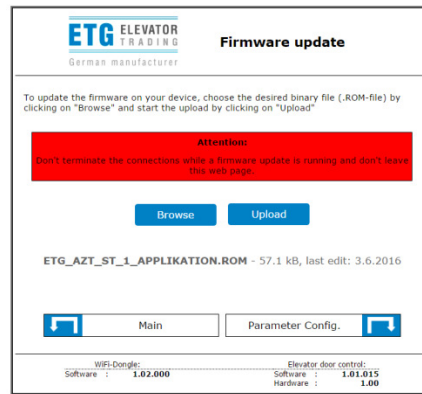 ETG ELEVATOR
TRADING
German manufacturer
Firmware update
To update the firmware on your device, choose the desired binary file (.ROM-file) by
clicking on "Browse" and start the upload by clicking on "Upload"
Attention:
Don't terminate the connections while a firmware update is running and don't leave
this web page.
Browse
Upload
ETG_AZT_ST_1_APPLIKATION.ROM - 57.1 kB, last edit: 3.6.2016
Main
Parameter Config.
WiFi-Dongle:
Software : 1.02.000
Elevator door control:
Software : 1.01.015
Hardware : 1.00